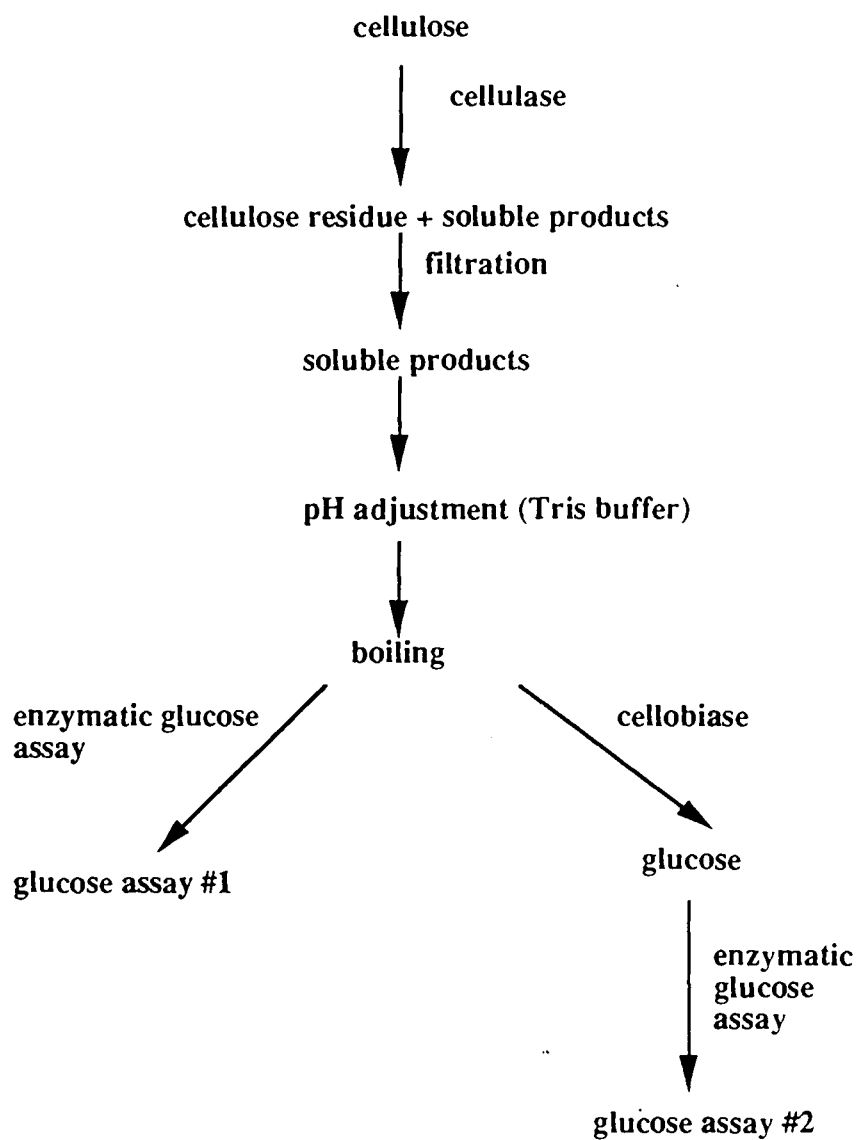 cellulose
cellulase
cellulose residue + soluble products
filtration
soluble products
pH adjustment (Tris buffer)
boiling
enzymatic glucose
assay
cellobiase
glucose assay #1
glucose
enzymatic
glucose
assay
glucose assay #2